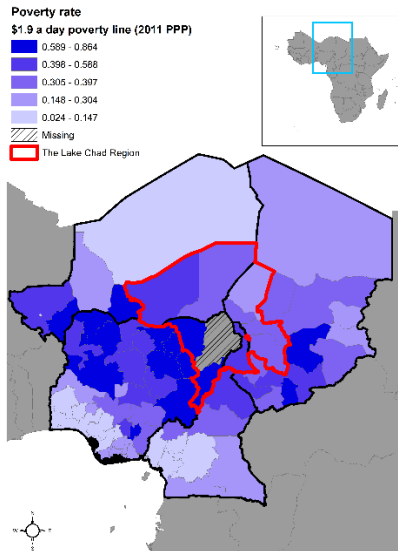 Poverty rate
$1.9 a day poverty line (2011 PPP)
0.589 - 0.864
0.398 - 0.588
0.305 - 0.397
0.148 - 0.304
0.024 - 0.147
Missing
The Lake Chad Region
N
W E
S